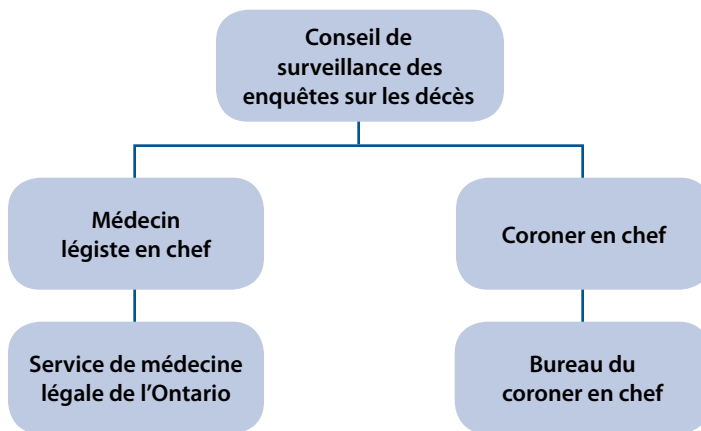 Conseil de
surveillance des
enquêtes sur les décès
Médecin
légiste en chef
Coroner en chef
Service de médecine
légale de l’Ontario
Bureau du
coroner en chef